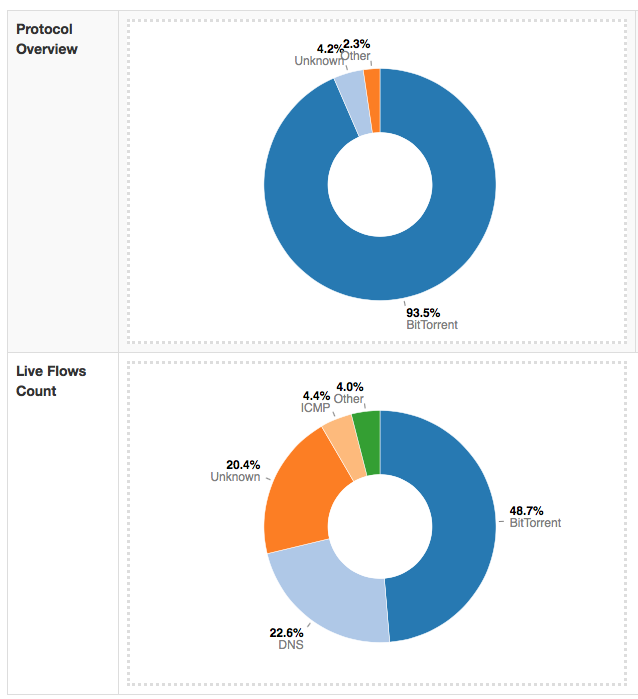 Protocol
Overview
4.2%
Unknown
2.3%
Other
93.5%
BitTorrent
Live Flows
Count
4.0%
Other
4.4%
ICMP
20.4%
Unknown
48.7%
BitTorrent
22.6%
DNS